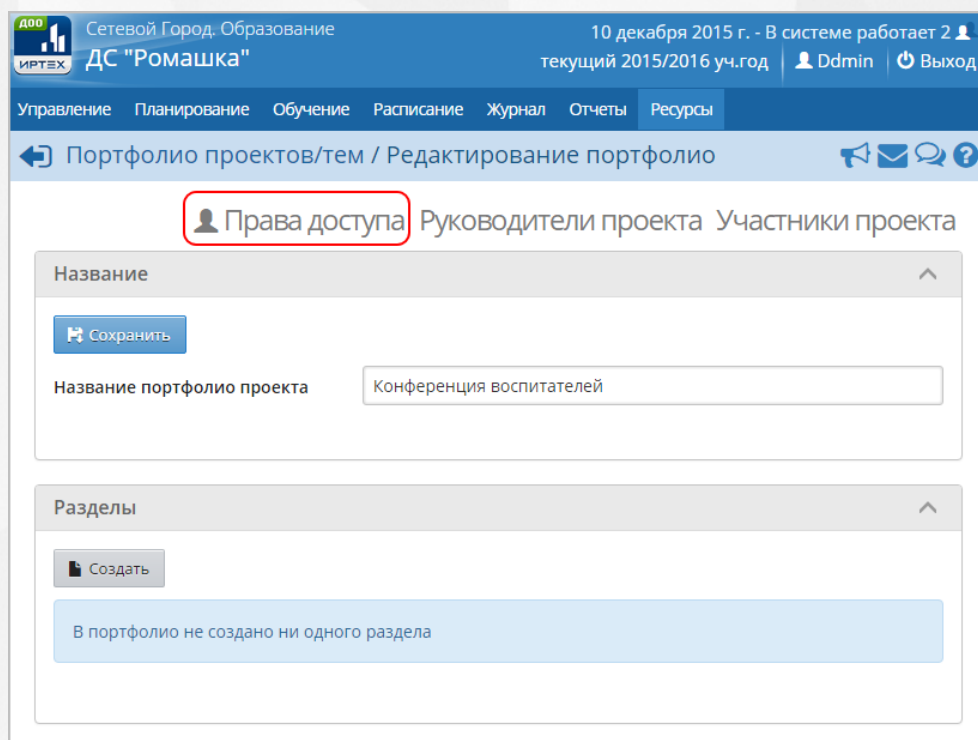 ДОО
ИРТЕХ
Сетевой Город. Образование
ДС "Ромашка"
10 декабря 2015 г. - В системе работает 2
текущий 2015/2016 уч.год Ddmin Выход
Управление Планирование Обучение Расписание Журнал Отчеты Ресурсы
Портфолио проектов/тем / Редактирование портфолио
Права доступа Руководители проекта Участники проекта
Название
Сохранить
Название портфолио проекта Конференция воспитателей
Разделы
Создать
В портфолио не создано ни одного раздела